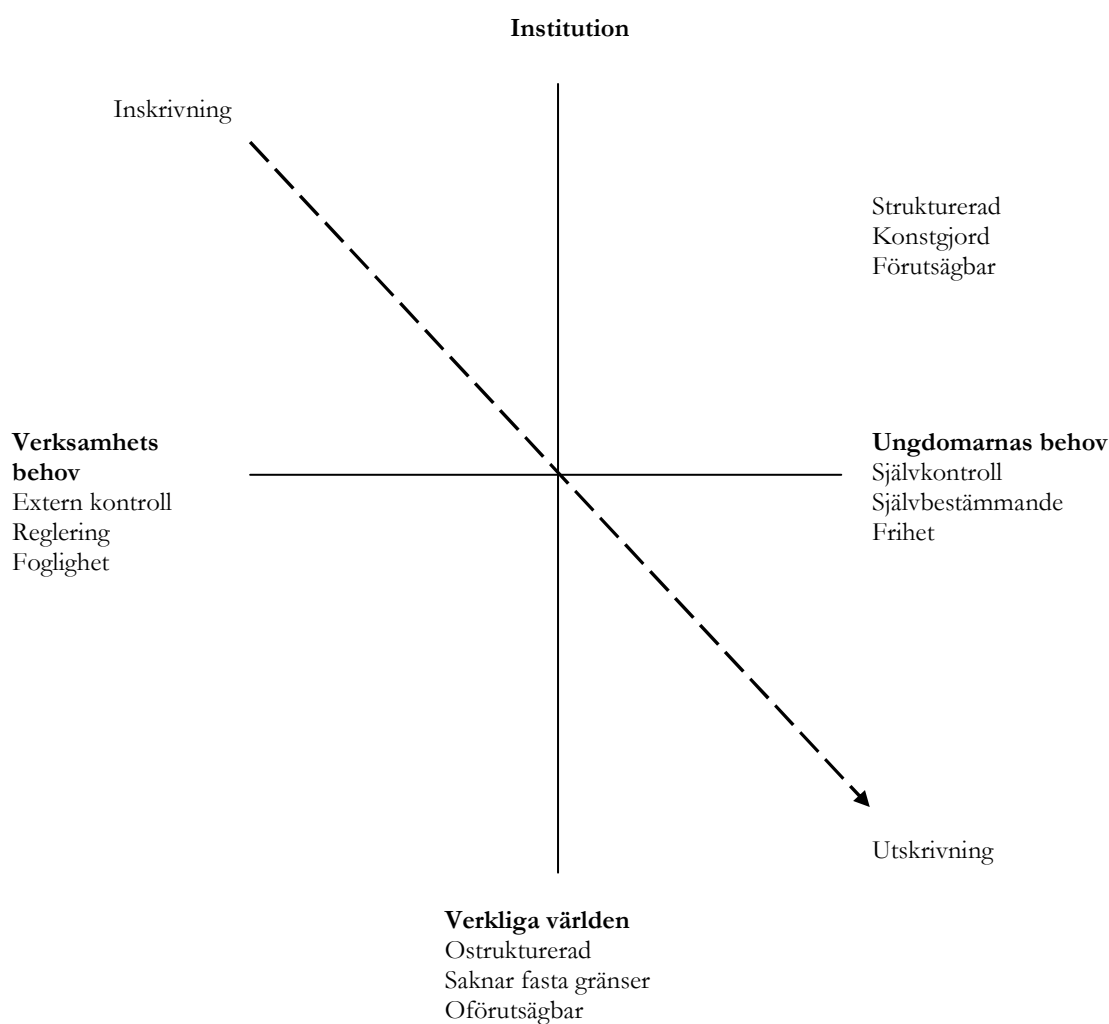 Institution
Inskrivning
Strukturerad
Konstgjord
Förutsägbar
Verksamhets
behov
Extern kontroll
Reglering
Foglighet
Ungdomarnas behov
Självkontroll
Självbestämmande
Frihet
Utskrivning
Verkliga världen
Ostrukturerad
Saknar fasta gränser
Oförutsägbar